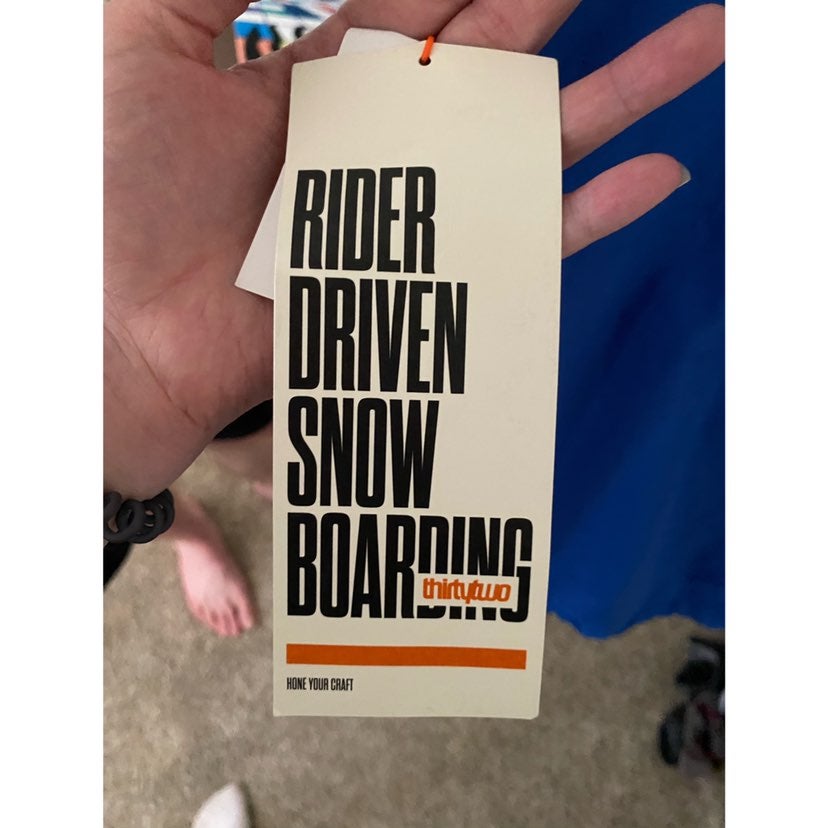 RIDER
DRIVEN
SNOW
BOARDING
thirtytwo
HONE YOUR CRAFT